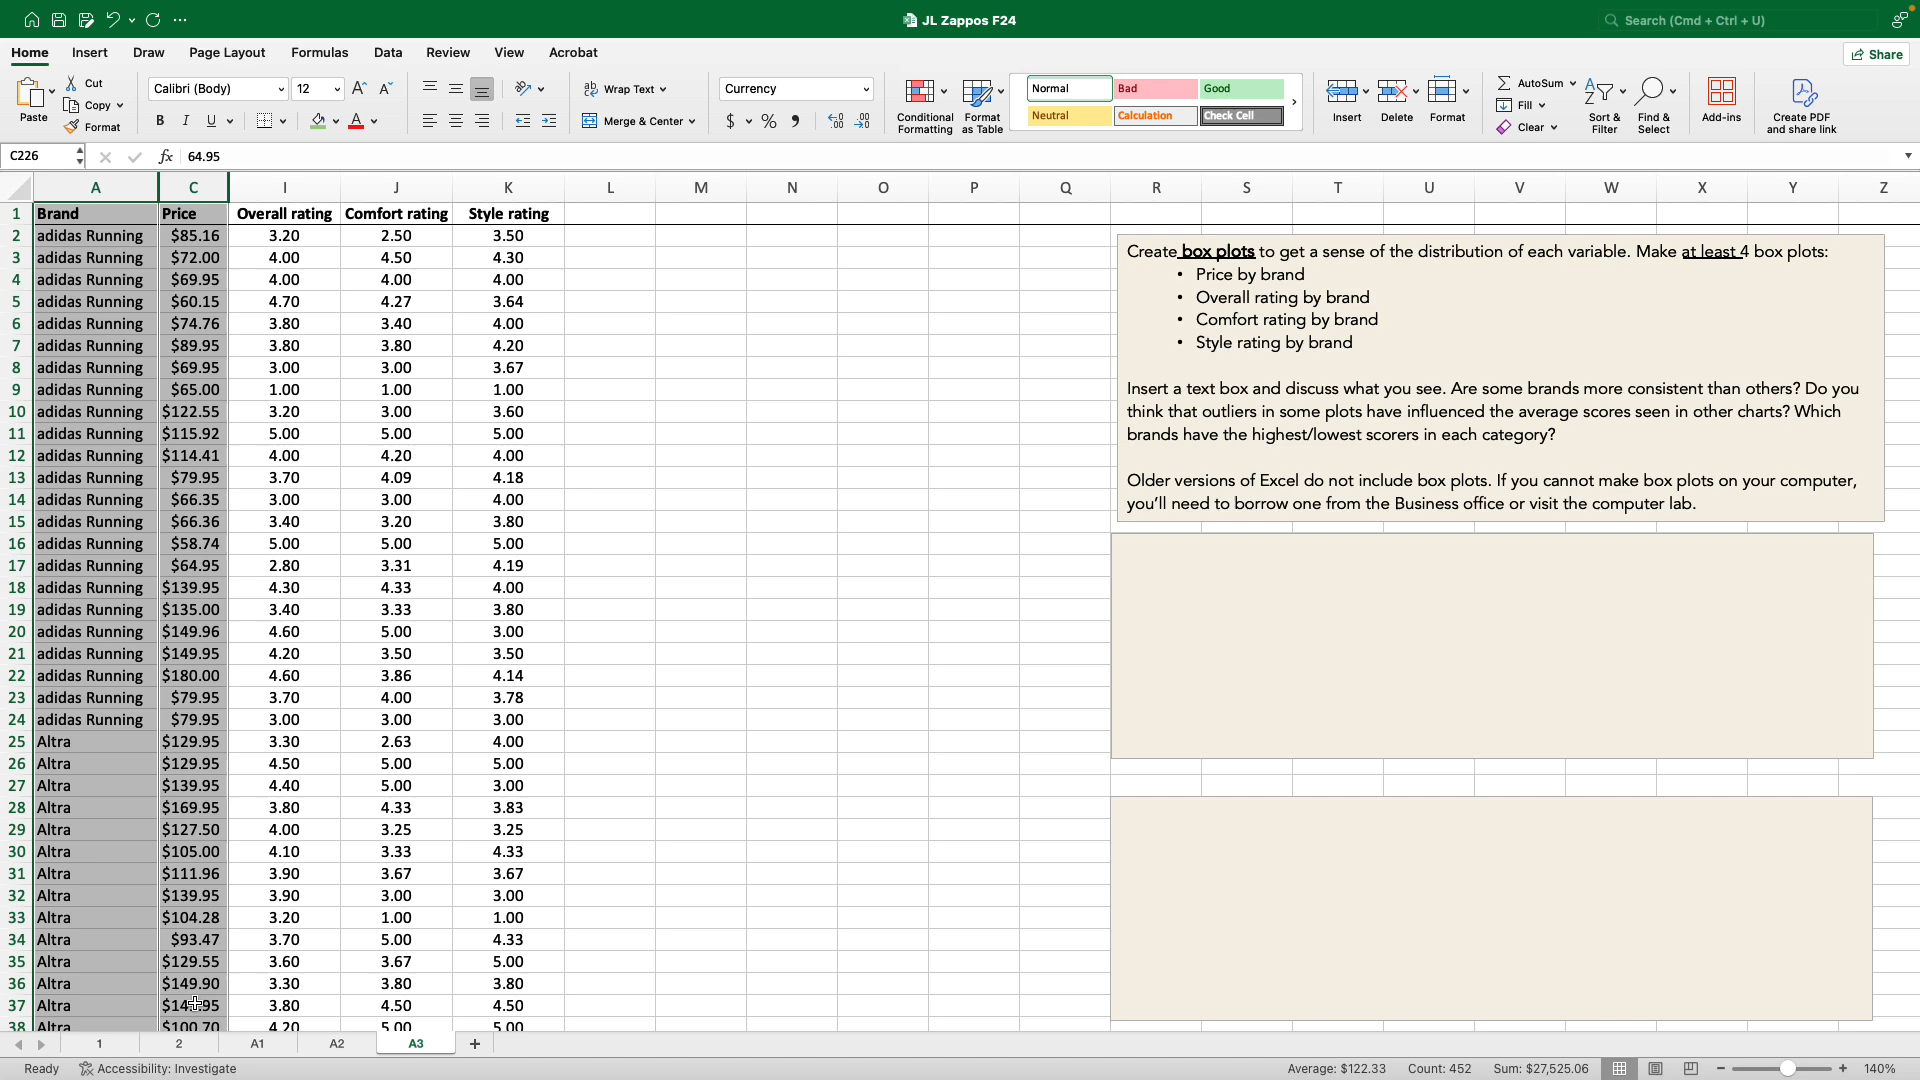 JL Zappos F24
Search (Cmd + Ctrl + U)
Home Insert Draw Page Layout Formulas Data Review View Acrobat
Share
Paste
Cut
Copy
Format
Calibri (Body) 12
B I U
Wrap Text
Merge & Center
Currency
$ %
Conditional Formatting
Format as Table
Normal Bad Good
Neutral Calculation Check Cell
Insert Delete Format
AutoSum
Fill
Clear
Sort & Filter
Find & Select
Add-ins
Create PDF and share link
C226 fx 64.95
A C I J K L M N O P Q R S T U V W X Y Z
1 Brand Price Overall rating Comfort rating Style rating
2 adidas Running $85.16 3.20 2.50 3.50
3 adidas Running $72.00 4.00 4.50 4.30
4 adidas Running $69.95 4.00 4.00 4.00
5 adidas Running $60.15 4.70 4.27 3.64
6 adidas Running $74.76 3.80 3.40 4.00
7 adidas Running $89.95 3.80 3.80 4.20
8 adidas Running $69.95 3.00 3.00 3.67
9 adidas Running $65.00 1.00 1.00 1.00
10 adidas Running $122.55 3.20 3.00 3.60
11 adidas Running $115.92 5.00 5.00 5.00
12 adidas Running $114.41 4.00 4.20 4.00
13 adidas Running $79.95 3.70 4.09 4.18
14 adidas Running $66.35 3.00 3.00 4.00
15 adidas Running $66.36 3.40 3.20 3.80
16 adidas Running $58.74 5.00 5.00 5.00
17 adidas Running $64.95 2.80 3.31 4.19
18 adidas Running $139.95 4.30 4.33 4.00
19 adidas Running $135.00 3.40 3.33 3.80
20 adidas Running $149.96 4.60 5.00 3.00
21 adidas Running $149.95 4.20 3.50 3.50
22 adidas Running $180.00 4.60 3.86 4.14
23 adidas Running $79.95 3.70 4.00 3.78
24 adidas Running $79.95 3.00 3.00 3.00
25 Altra $129.95 3.30 2.63 4.00
26 Altra $129.95 4.50 5.00 5.00
27 Altra $139.95 4.40 5.00 3.00
28 Altra $169.95 3.80 4.33 3.83
29 Altra $127.50 4.00 3.25 3.25
30 Altra $105.00 4.10 3.33 4.33
31 Altra $111.96 3.90 3.67 3.67
32 Altra $139.95 3.90 3.00 3.00
33 Altra $104.28 3.20 1.00 1.00
34 Altra $93.47 3.70 5.00 4.33
35 Altra $129.55 3.60 3.67 5.00
36 Altra $149.90 3.30 3.80 3.80
37 Altra 3.80 4.50 4.50
38 Altra $100.70 4.20 5.00 5.00
Create box plots to get a sense of the distribution of each variable. Make at least 4 box plots:
• Price by brand
• Overall rating by brand
• Comfort rating by brand
• Style rating by brand
Insert a text box and discuss what you see. Are some brands more consistent than others? Do you
think that outliers in some plots have influenced the average scores seen in other charts? Which
brands have the highest/lowest scorers in each category?
Older versions of Excel do not include box plots. If you cannot make box plots on your computer,
you'll need to borrow one from the Business office or visit the computer lab.
1 2 A1 A2 A3 +
Ready Accessibility: Investigate Average: $122.33 Count: 452 Sum: $27,525.06 − + 140%